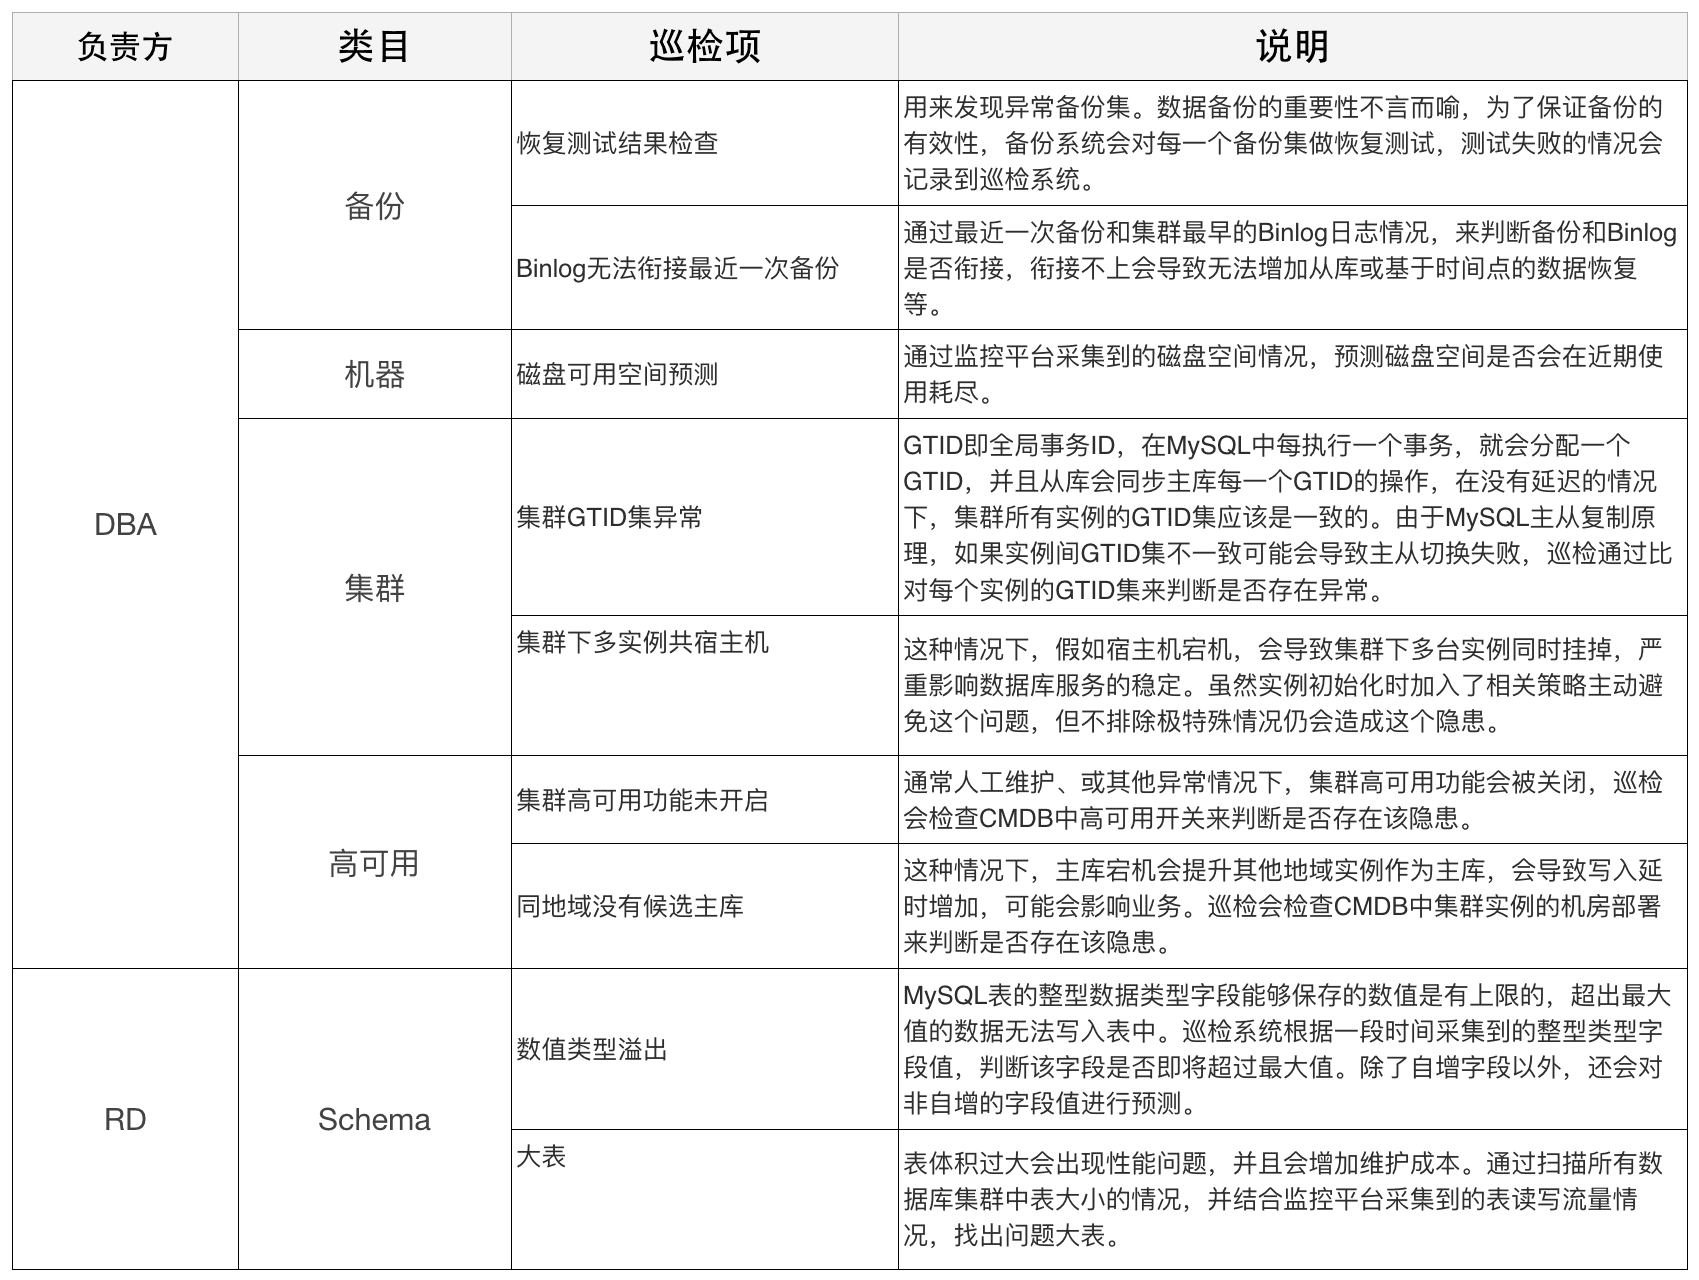 负责方 类目 巡检项 说明
DBA
备份
恢复测试结果检查
用来发现异常备份集。数据备份的重要性不言而喻，为了保证备份的
有效性，备份系统会对每一个备份集做恢复测试，测试失败的情况会
记录到巡检系统。
Binlog无法衔接最近一次备份
通过最近一次备份和集群最早的Binlog日志情况，来判断备份和Binlog
是否衔接，衔接不上会导致无法增加从库或基于时间点的数据恢复
等。
机器
磁盘可用空间预测
通过监控平台采集到的磁盘空间情况，预测磁盘空间是否会在近期使
用耗尽。
集群
集群GTID集异常
GTID即全局事务ID，在MySQL中每执行一个事务，就会分配一个
GTID，并且从库会同步主库每一个GTID的操作，在没有延迟的情况
下，集群所有实例的GTID集应该是一致的。由于MySQL主从复制原
理，如果实例间GTID集不一致可能会导致主从切换失败，巡检通过比
对每个实例的GTID集来判断是否存在异常。
集群下多实例共宿主机
这种情况下，假如宿主机宕机，会导致集群下多台实例同时挂掉，严
重影响数据库服务的稳定。虽然实例初始化时加入了相关策略主动避
免这个问题，但不排除极特殊情况仍会造成这个隐患。
高可用
集群高可用功能未开启
通常人工维护、或其他异常情况下，集群高可用功能会被关闭，巡检
会检查CMDB中高可用开关来判断是否存在该隐患。
同地域没有候选主库
这种情况下，主库宕机会提升其他地域实例作为主库，会导致写入延
时增加，可能会影响业务。巡检会检查CMDB中集群实例的机房部署
来判断是否存在该隐患。
RD
Schema
数值类型溢出
MySQL表的整型数据类型字段能够保存的数值是有上限的，超出最大
值的数据无法写入表中。巡检系统根据一段时间采集到的整型类型字
段值，判断该字段是否即将超过最大值。除了自增字段以外，还会对
非自增的字段值进行预测。
大表
表体积过大会出现性能问题，并且会增加维护成本。通过扫描所有数
据库集群中表大小的情况，并结合监控平台采集到的表读写流量情
况，找出问题大表。